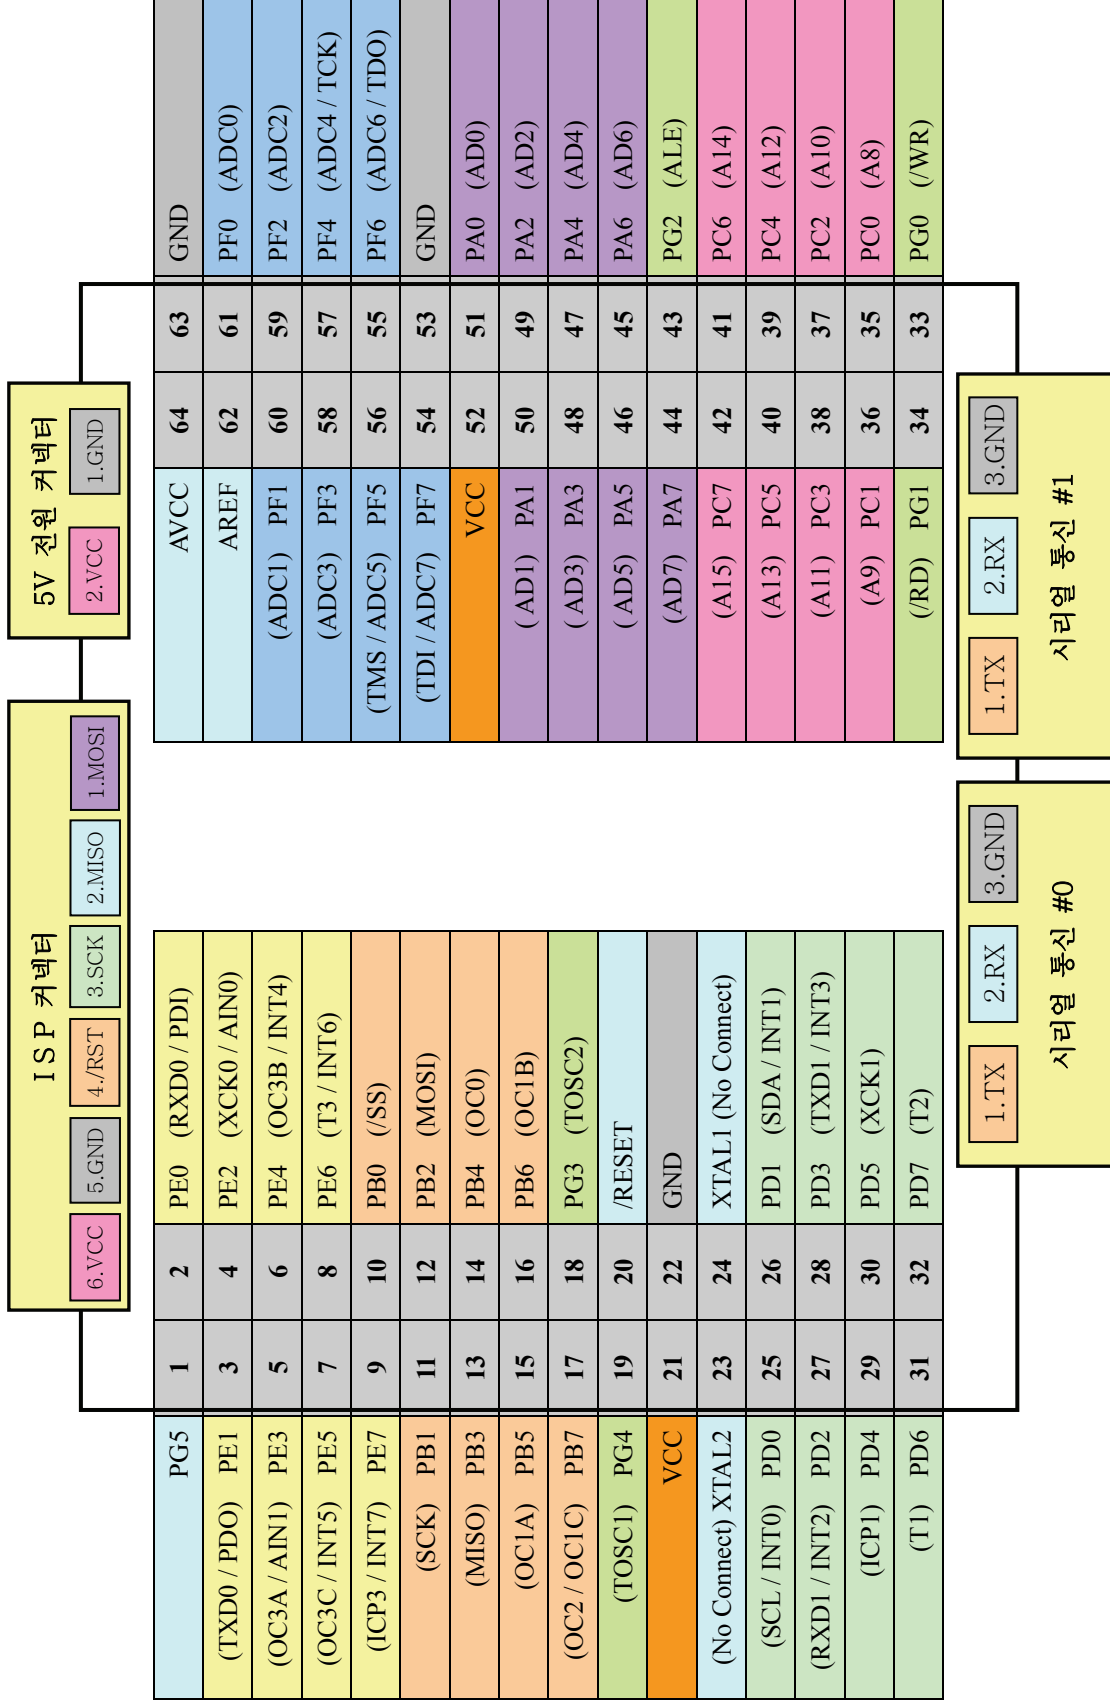 I S P 커넥터
6.VCC 5.GND 4./RST 3.SCK 2.MISO 1.MOSI
5V 전원 커넥터
2.VCC 1.GND
PG5 1 2 PE0 (RXD0 / PDI)
(TXD0 / PDO) PE1 3 4 PE2 (XCK0 / AIN0)
(OC3A / AIN1) PE3 5 6 PE4 (OC3B / INT4)
(OC3C / INT5) PE5 7 8 PE6 (T3 / INT6)
(ICP3 / INT7) PE7 9 10 PB0 (/SS)
(SCK) PB1 11 12 PB2 (MOSI)
(MISO) PB3 13 14 PB4 (OC0)
(OC1A) PB5 15 16 PB6 (OC1B)
(OC2 / OC1C) PB7 17 18 PG3 (TOSC2)
(TOSC1) PG4 19 20 /RESET
VCC 21 22 GND
(No Connect) XTAL2 23 24 XTAL1 (No Connect)
(SCL / INT0) PD0 25 26 PD1 (SDA / INT1)
(RXD1 / INT2) PD2 27 28 PD3 (TXD1 / INT3)
(ICP1) PD4 29 30 PD5 (XCK1)
(T1) PD6 31 32 PD7 (T2)
AVCC 64 63 GND
AREF 62 61 PF0 (ADC0)
(ADC1) PF1 60 59 PF2 (ADC2)
(ADC3) PF3 58 57 PF4 (ADC4 / TCK)
(TMS / ADC5) PF5 56 55 PF6 (ADC6 / TDO)
(TDI / ADC7) PF7 54 53 GND
VCC 52 51 PA0 (AD0)
( AD1) PA1 50 49 PA2 (AD2)
( AD3) PA3 48 47 PA4 (AD4)
( AD5) PA5 46 45 PA6 (AD6)
(AD7) PA7 44 43 PG2 (ALE)
(A15) PC7 42 41 PC6 (A14)
(A13) PC5 40 39 PC4 (A12)
(A11) PC3 38 37 PC2 (A10)
(A9) PC1 36 35 PC0 (A8)
(/RD) PG1 34 33 PG0 (/WR)
1.TX 2.RX 3.GND
시리얼 통신 #0
1.TX 2.RX 3.GND
시리얼 통신 #1